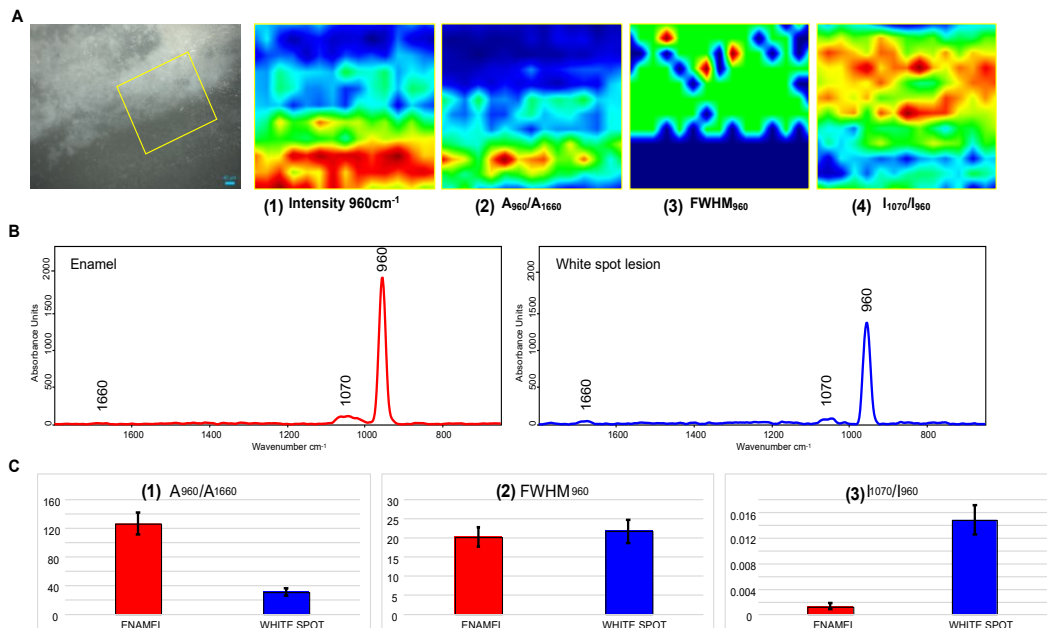 A
(1) Intensity 960cm-1
(2) A960/A1660
(3) FWHM960
(4) I1070/I960
B
Enamel
Absorbance Units
0 500 1000 1500 2000
1660
1070
960
1600 1400 1200 1000 800
Wavenumber cm-1
White spot lesion
Absorbance Units
0 500 1000 1500 2000
1660
1070
960
1600 1400 1200 1000 800
Wavenumber cm-1
C
(1) A960/A1660
160
120
80
40
0
ENAMEL WHITE SPOT
(2) FWHM960
30
25
20
15
10
5
0
ENAMEL WHITE SPOT
(3) I1070/I960
0.016
0.012
0.008
0.004
0
ENAMEL WHITE SPOT